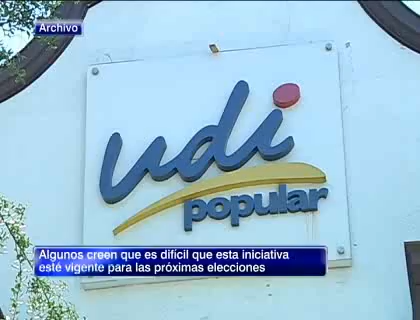 Archivo
udi
popular
Algunos creen que es difícil que esta iniciativa
esté vigente para las próximas elecciones